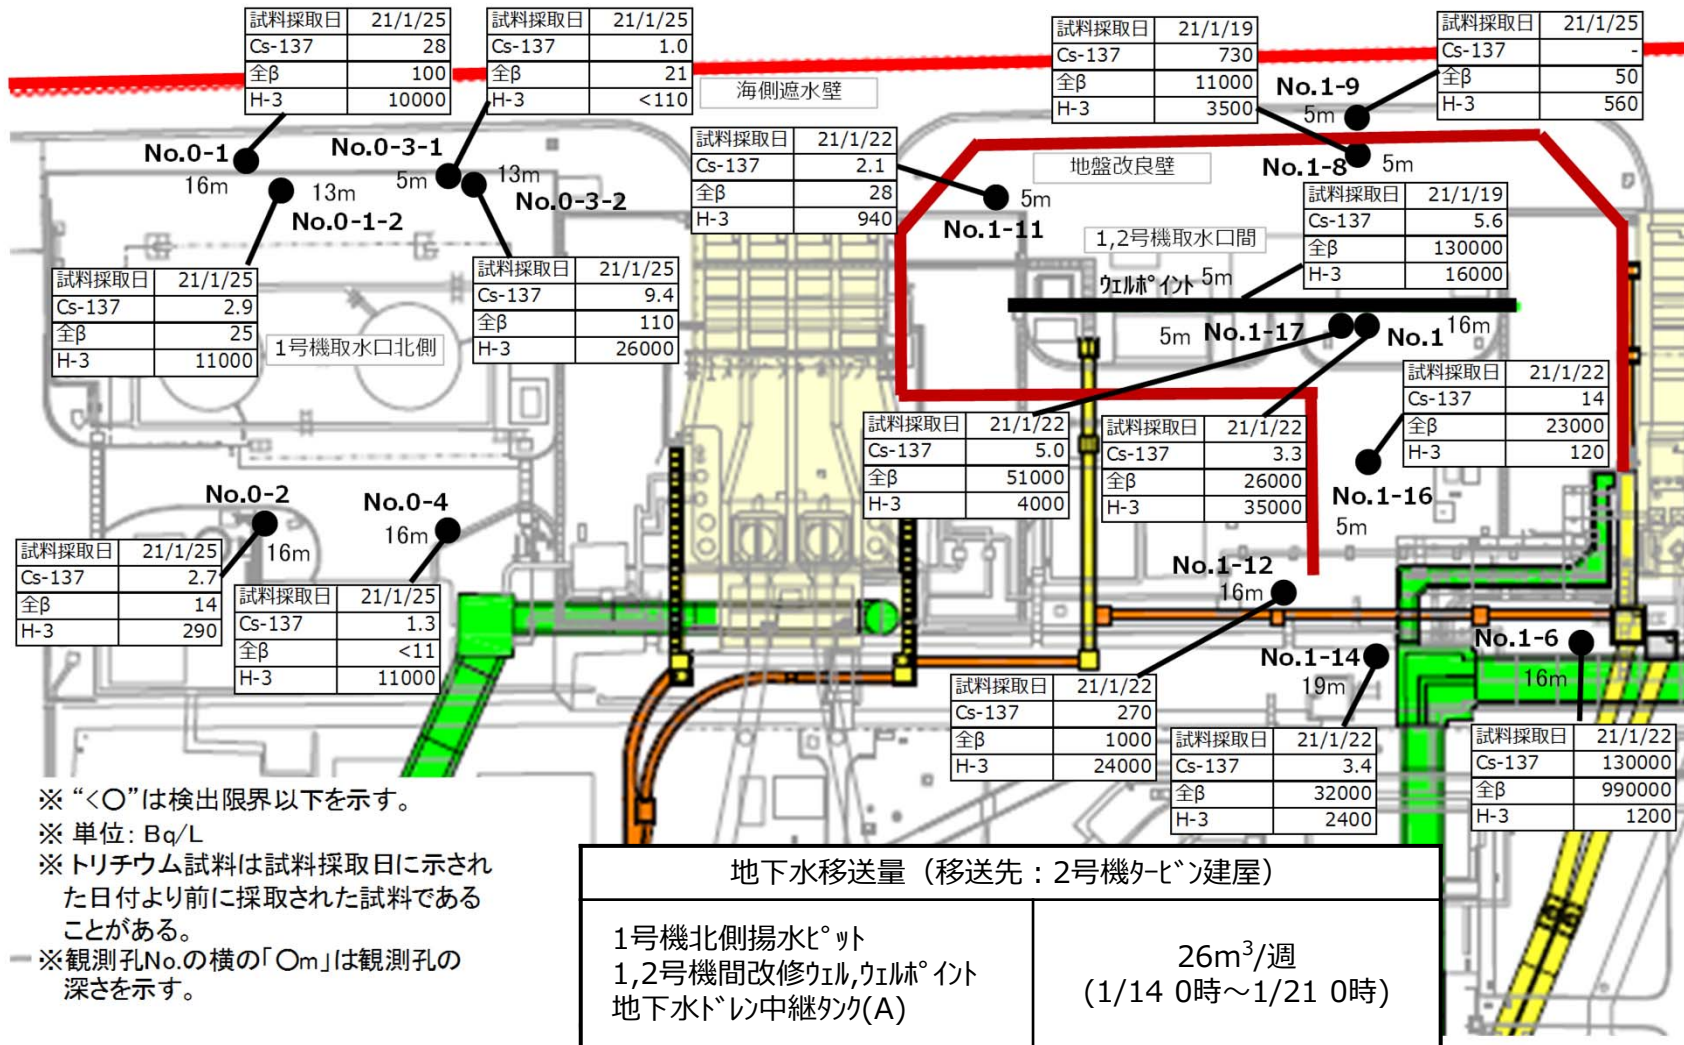 試料採取日 21/1/25
Cs-137 28
全β 100
H-3 10000
試料採取日 21/1/25
Cs-137 1.0
全β 21
H-3 <110
海側遮水壁
試料採取日 21/1/19
Cs-137 730
全β 11000
H-3 3500
試料採取日 21/1/25
Cs-137 -
全β 50
H-3 560
No.1-9
5m
No.0-1
16m
No.0-3-1
5m
13m
No.0-3-2
13m
No.0-1-2
試料採取日 21/1/22
Cs-137 2.1
全β 28
H-3 940
5m
No.1-11
地盤改良壁
No.1-8
5m
試料採取日 21/1/19
Cs-137 5.6
全β 130000
H-3 16000
1,2号機取水口間
ウェルポイント 5m
試料採取日 21/1/25
Cs-137 2.9
全β 25
H-3 11000
1号機取水口北側
試料採取日 21/1/25
Cs-137 9.4
全β 110
H-3 26000
5m
No.1-17
No.1
16m
試料採取日 21/1/22
Cs-137 14
全β 23000
H-3 120
試料採取日 21/1/22
Cs-137 5.0
全β 51000
H-3 4000
試料採取日 21/1/22
Cs-137 3.3
全β 26000
H-3 35000
No.1-16
5m
No.0-2
16m
No.0-4
16m
試料採取日 21/1/25
Cs-137 2.7
全β 14
H-3 290
試料採取日 21/1/25
Cs-137 1.3
全β <11
H-3 11000
No.1-12
16m
No.1-14
19m
No.1-6
16m
試料採取日 21/1/22
Cs-137 270
全β 1000
H-3 24000
試料採取日 21/1/22
Cs-137 3.4
全β 32000
H-3 2400
試料採取日 21/1/22
Cs-137 130000
全β 990000
H-3 1200
※ “<〇”は検出限界以下を示す。
※ 単位: Bq/L
※トリチウム試料は試料採取日に示され
た日付より前に採取された試料である
ことがある。
※観測孔No.の横の「〇m」は観測孔の
深さを示す。
地下水移送量（移送先：2号機ﾀｰﾋﾞﾝ建屋）
1号機北側揚水ﾋﾟｯﾄ
1,2号機間改修ｳｪﾙ,ｳｪﾙﾎﾟｲﾝﾄ
地下水ﾄﾞﾚﾝ中継ﾀﾝｸ(A)
26m³/週
(1/14 0時～1/21 0時)